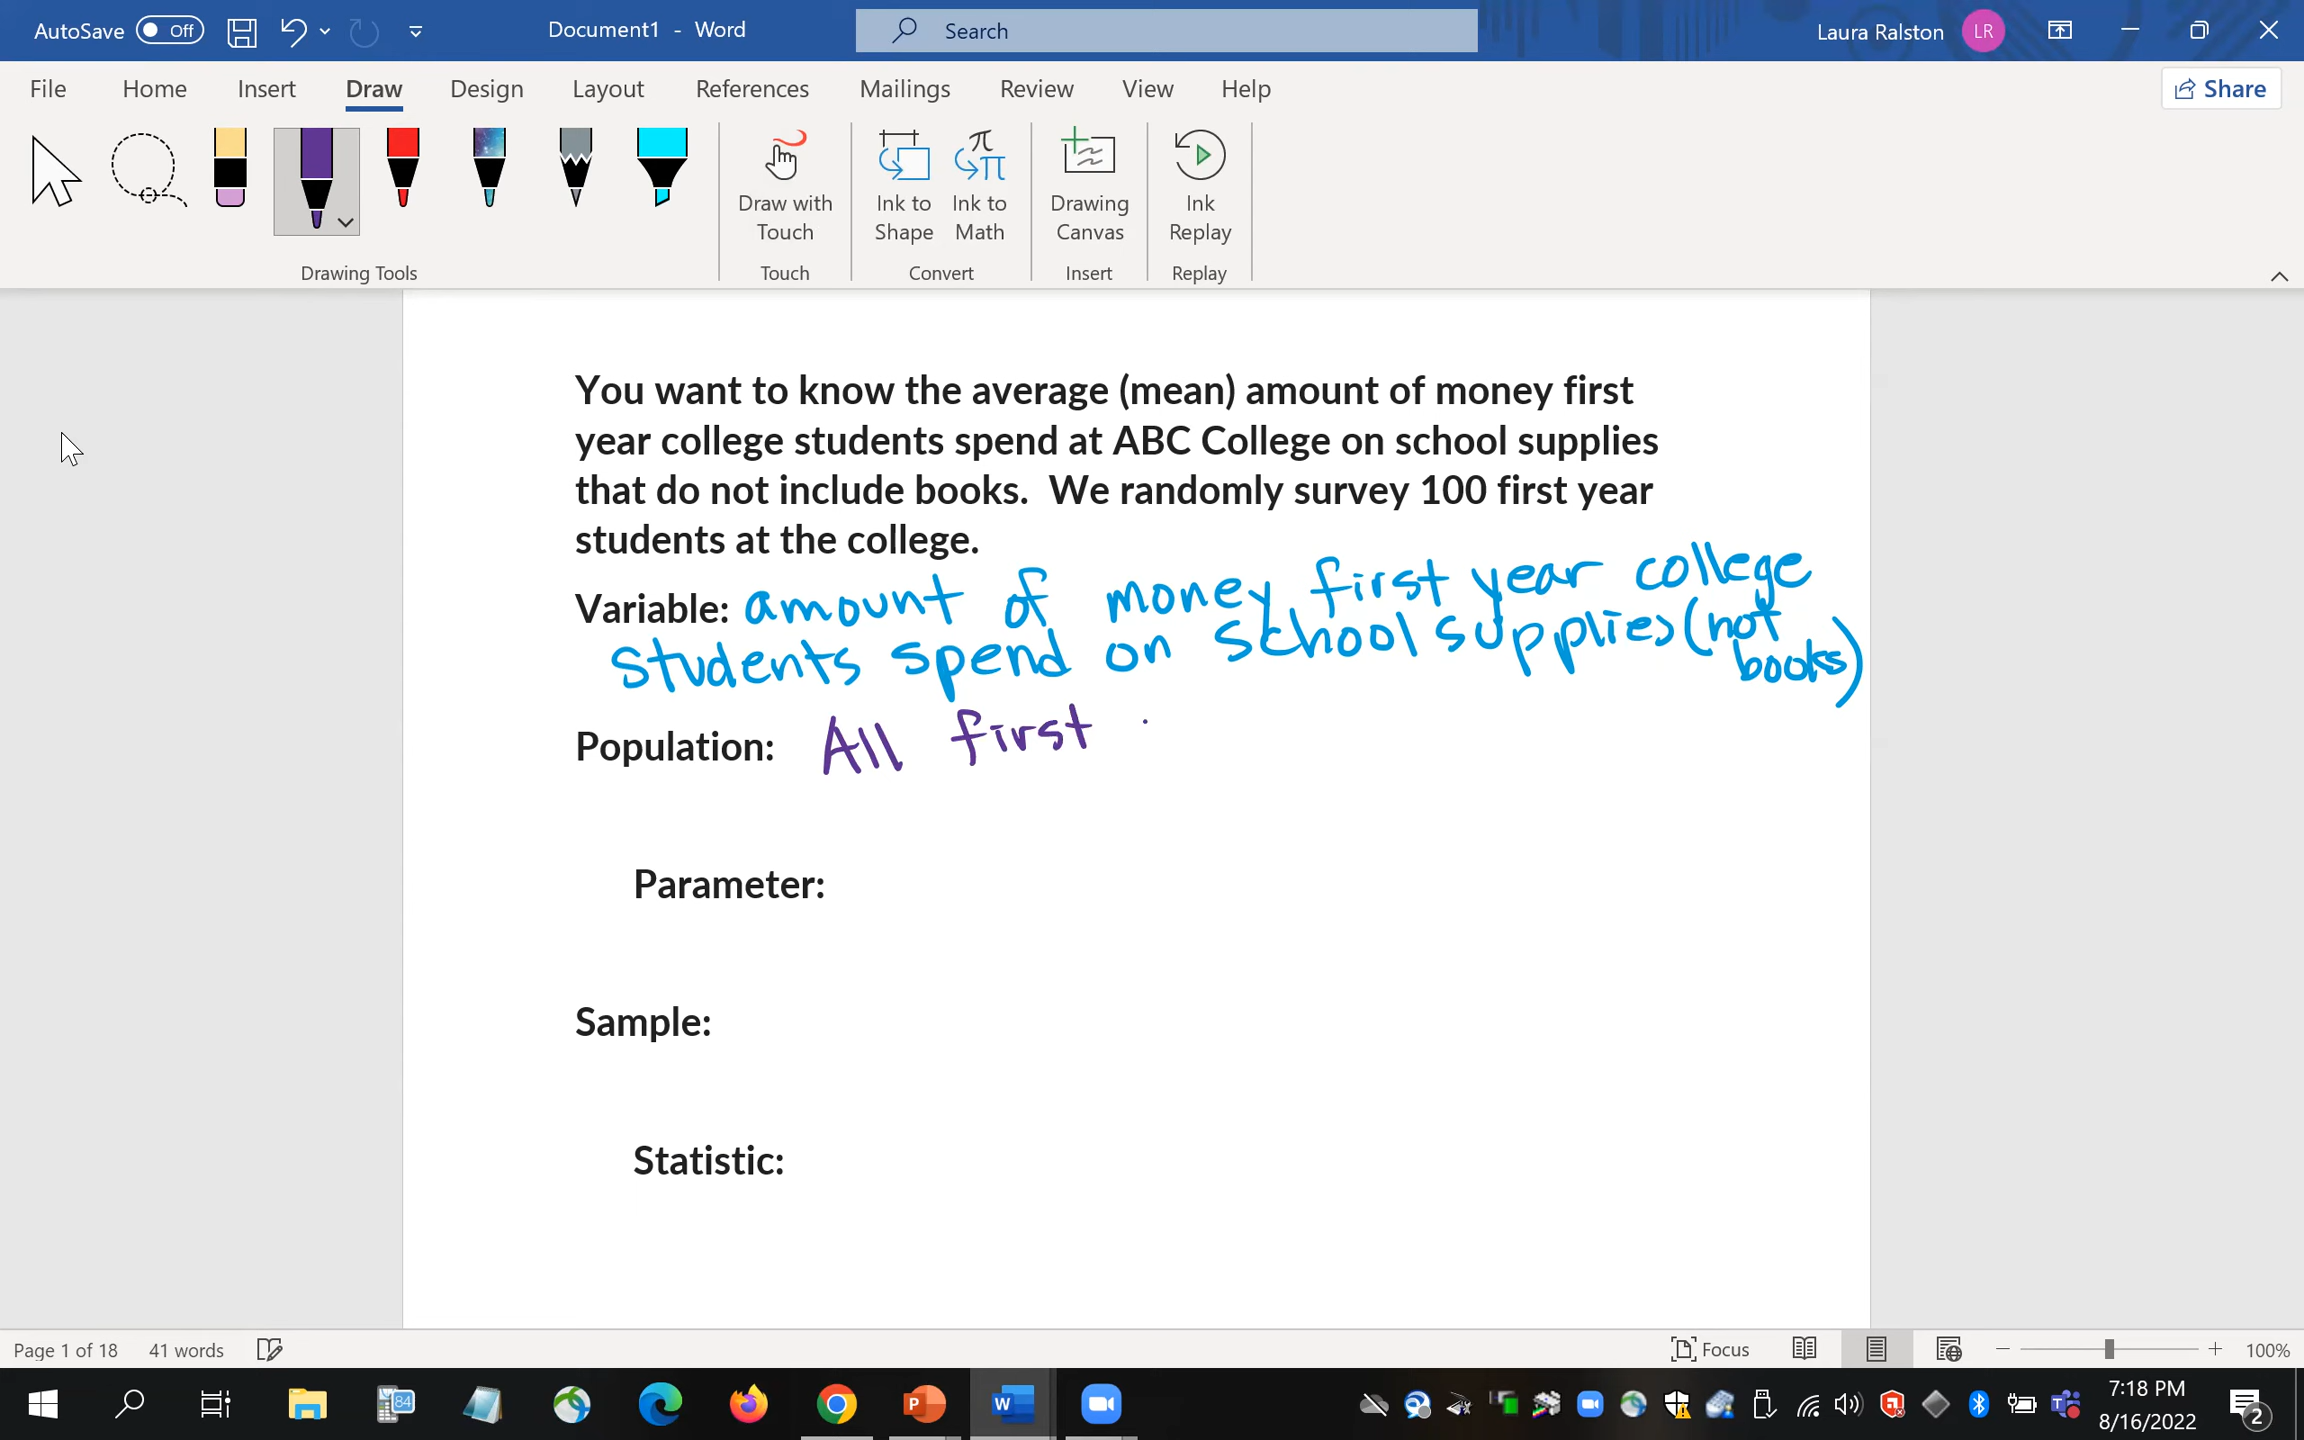 AutoSave Off Document1 - Word Search Laura Ralston LR
File Home Insert Draw Design Layout References Mailings Review View Help Share
Draw with Touch
Ink to Shape
Ink to Math
Drawing Canvas
Ink Replay
Drawing Tools Touch Convert Insert Replay
You want to know the average (mean) amount of money first
year college students spend at ABC College on school supplies
that do not include books. We randomly survey 100 first year
students at the college.
Variable: amount of money first year college
students spend on school supplies (not
books)
Population: All first
Parameter:
Sample:
Statistic:
Page 1 of 18 41 words Focus 100%
84 P W
7:18 PM
8/16/2022
2